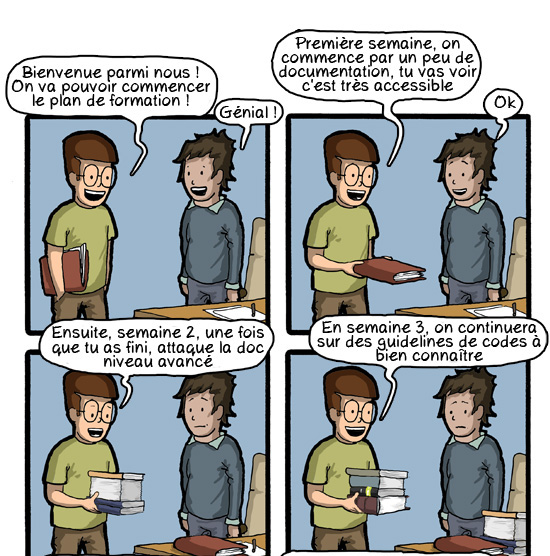 Bienvenue parmi nous !
On va pouvoir commencer
le plan de formation !
Génial !
Première semaine, on
commence par un peu de
documentation, tu vas voir
c'est très accessible
Ok
Ensuite, semaine 2, une fois
que tu as fini, attaque la doc
niveau avancé
En semaine 3, on continuera
sur des guidelines de codes à
bien connaître